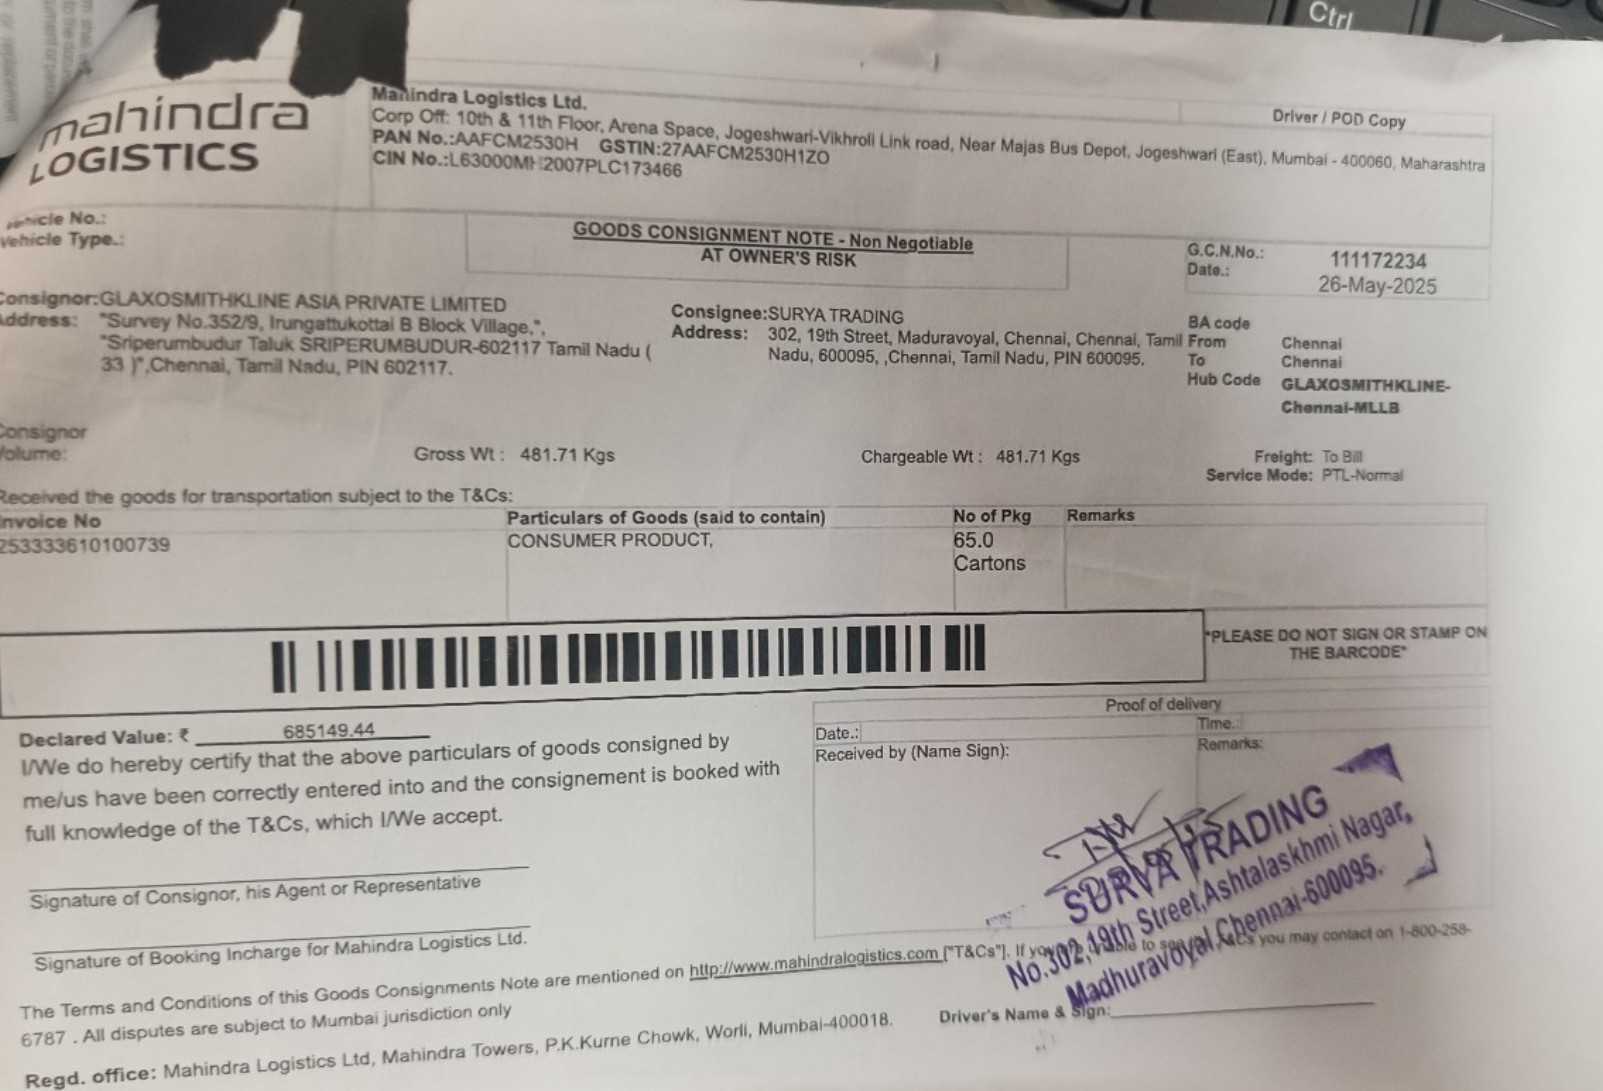 Ctrl
mahindra
LOGISTICS
Mahindra Logistics Ltd.
Driver / POD Copy
Corp Off: 10th & 11th Floor, Arena Space, Jogeshwari-Vikhroli Link road, Near Majas Bus Depot, Jogeshwari (East), Mumbai - 400060, Maharashtra
PAN No.:AAFCM2530H GSTIN:27AAFCM2530H1ZO
CIN No.:L63000MH2007PLC173466
Vehicle No.:
Vehicle Type.:
GOODS CONSIGNMENT NOTE - Non Negotiable
AT OWNER'S RISK
G.C.N.No.: 111172234
Date.: 26-May-2025
Consignor:GLAXOSMITHKLINE ASIA PRIVATE LIMITED
Address: "Survey No.352/9, Irungattukottai B Block Village,",
"Sriperumbudur Taluk SRIPERUMBUDUR-602117 Tamil Nadu (
33 )",Chennai, Tamil Nadu, PIN 602117.
Consignee:SURYA TRADING
Address: 302, 19th Street, Maduravoyal, Chennai, Chennai, Tamil
Nadu, 600095, ,Chennai, Tamil Nadu, PIN 600095.
BA code
From Chennai
To Chennai
Hub Code GLAXOSMITHKLINE-
Chennai-MLLB
Consignor
Volume:
Gross Wt : 481.71 Kgs
Chargeable Wt : 481.71 Kgs
Freight: To Bill
Service Mode: PTL-Normal
Received the goods for transportation subject to the T&Cs:
Invoice No Particulars of Goods (said to contain) No of Pkg Remarks
253333610100739 CONSUMER PRODUCT, 65.0
Cartons
*PLEASE DO NOT SIGN OR STAMP ON
THE BARCODE*
Declared Value: ₹ 685149.44
I/We do hereby certify that the above particulars of goods consigned by
me/us have been correctly entered into and the consignement is booked with
full knowledge of the T&Cs, which I/We accept.
Proof of delivery
Date.: Time.:
Received by (Name Sign): Remarks:
SURYA TRADING
No.302,19th Street,Ashtalaskhmi Nagar,
Madhuravoyal,Chennai-600095.
Signature of Consignor, his Agent or Representative
Signature of Booking Incharge for Mahindra Logistics Ltd.
The Terms and Conditions of this Goods Consignments Note are mentioned on http://www.mahindralogistics.com ["T&Cs"]. If you are unable to see you may contact on 1-800-258-
6787 . All disputes are subject to Mumbai jurisdiction only
Driver's Name & Sign:
Regd. office: Mahindra Logistics Ltd, Mahindra Towers, P.K.Kurne Chowk, Worli, Mumbai-400018.